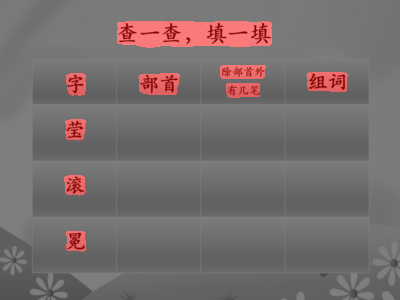 查一查，填一填
字 部首 除部首外 组词
有几笔
莹
滚
冕